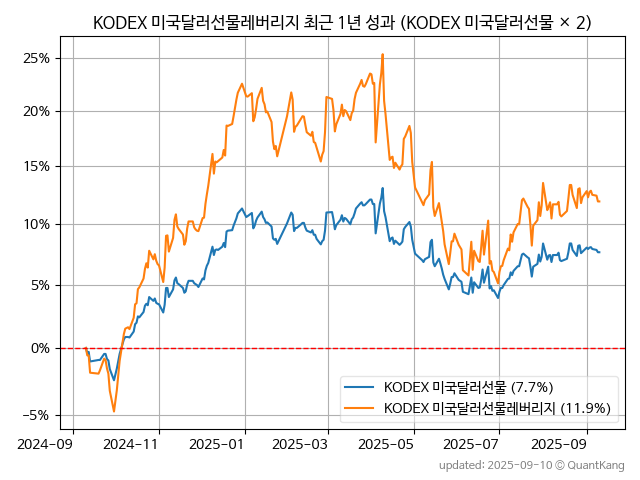 KODEX 미국달러선물레버리지 최근 1년 성과 (KODEX 미국달러선물 × 2)
25%
20%
15%
10%
5%
0%
−5%
KODEX 미국달러선물 (7.7%)
KODEX 미국달러선물레버리지 (11.9%)
2024-09 2024-11 2025-01 2025-03 2025-05 2025-07 2025-09
updated: 2025-09-10 © QuantKang